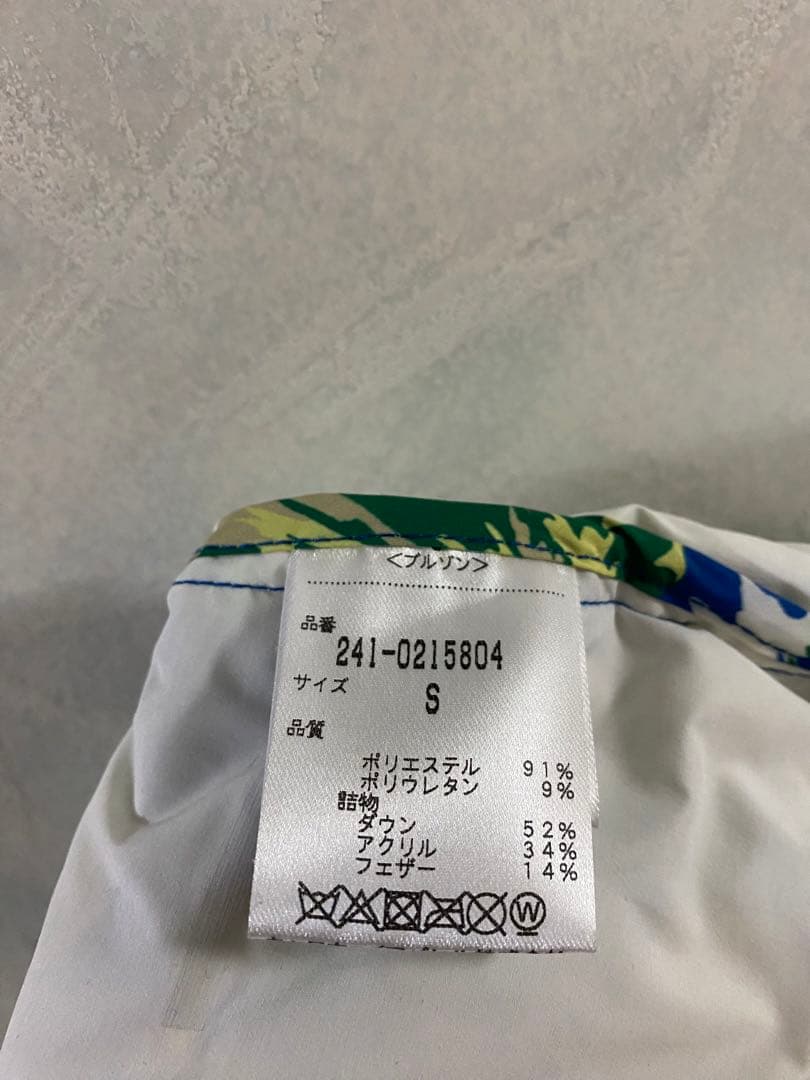 <ブルゾン>
品番
241-0215804
サイズ
S
品質
ポリエステル 91%
ポリウレタン 9%
詰物
ダウン 52%
アクリル 34%
フェザー 14%
W